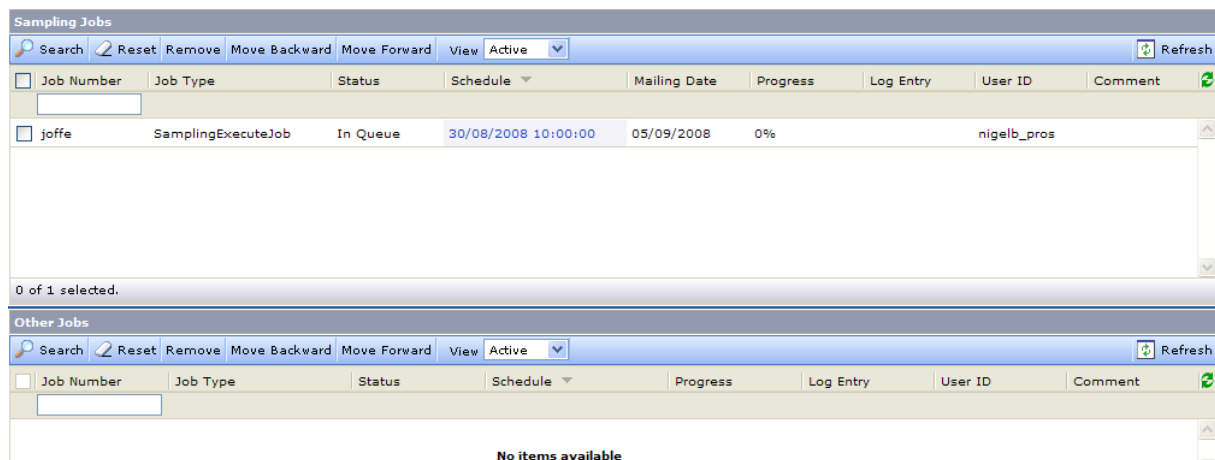 Sampling Jobs
Search Reset Remove Move Backward Move Forward View Active Refresh
Job Number Job Type Status Schedule Mailing Date Progress Log Entry User ID Comment
joffe SamplingExecuteJob In Queue 30/08/2008 10:00:00 05/09/2008 0% nigelb_pros
0 of 1 selected.
Other Jobs
Search Reset Remove Move Backward Move Forward View Active Refresh
Job Number Job Type Status Schedule Progress Log Entry User ID Comment
No items available